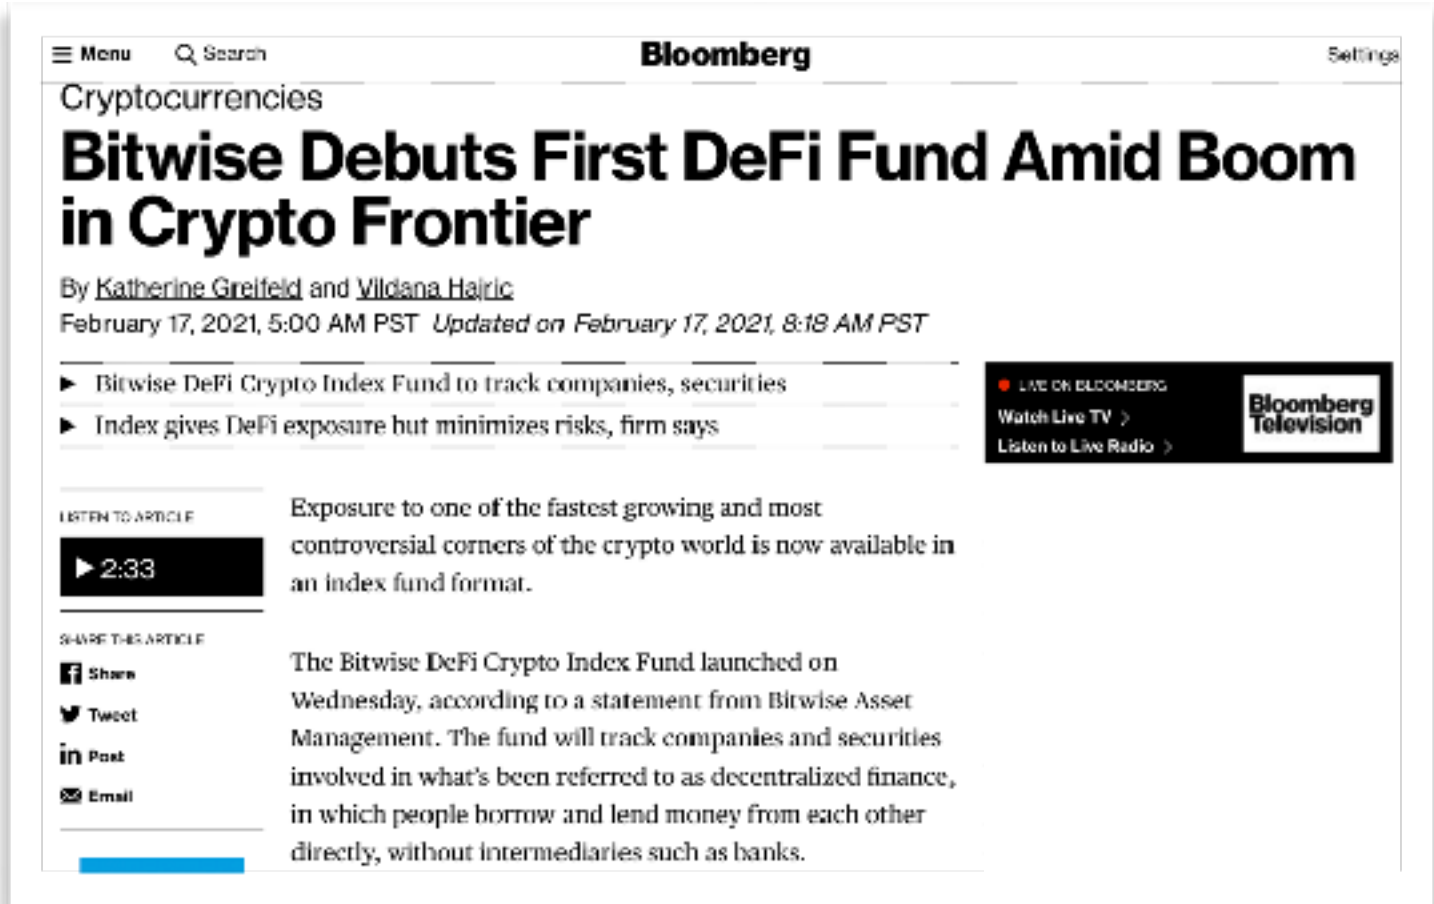 Menu
Search
Bloomberg
Settings
Cryptocurrencies
Bitwise Debuts First DeFi Fund Amid Boom
in Crypto Frontier
By Katherine Greifeld and Vildana Hajric
February 17, 2021, 5:00 AM PST Updated on February 17, 2021, 8:18 AM PST
Bitwise DeFi Crypto Index Fund to track companies, securities
Index gives DeFi exposure but minimizes risks, firm says
LIVE ON BLOOMBERG
Watch Live TV
Listen to Live Radio
Bloomberg
Television
LISTEN TO ARTICLE
2:33
SHARE THIS ARTICLE
Share
Tweet
Post
Email
Exposure to one of the fastest growing and most
controversial corners of the crypto world is now available in
an index fund format.
The Bitwise DeFi Crypto Index Fund launched on
Wednesday, according to a statement from Bitwise Asset
Management. The fund will track companies and securities
involved in what's been referred to as decentralized finance,
in which people borrow and lend money from each other
directly, without intermediaries such as banks.